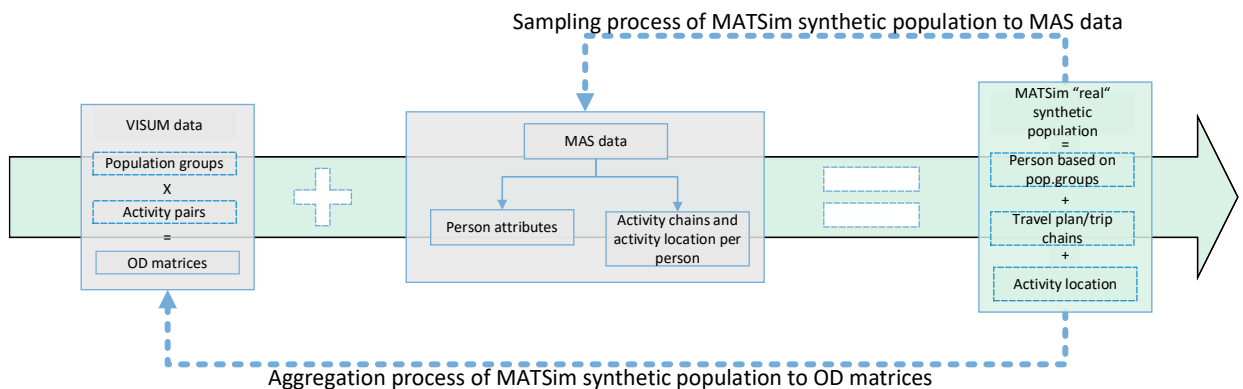 Sampling process of MATSim synthetic population to MAS data
VISUM data
Population groups
X
Activity pairs
=
OD matrices
MAS data
Person attributes
Activity chains and
activity location per
person
MATSim “real“
synthetic
population
=
Person based on
pop.groups
+
Travel plan/trip
chains
+
Activity location
Aggregation process of MATSim synthetic population to OD matrices